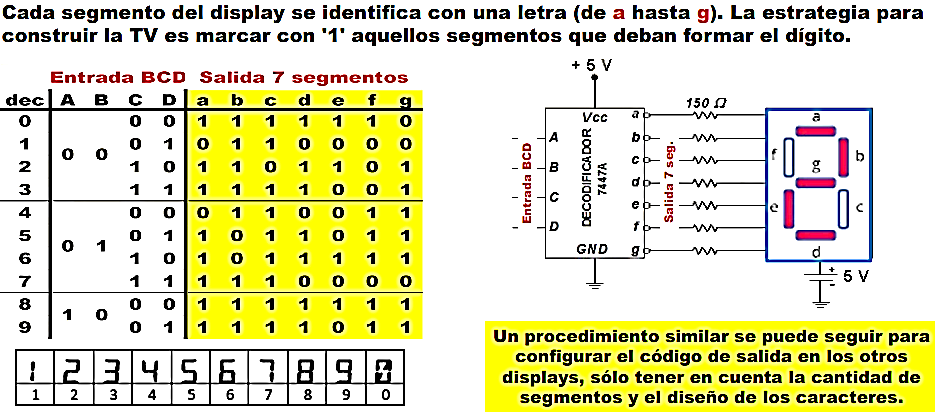 Cada segmento del display se identifica con una letra (de a hasta g). La estrategia para
construir la TV es marcar con '1' aquellos segmentos que deban formar el dígito.
Entrada BCD Salida 7 segmentos
dec A B C D a b c d e f g
0 0 0 1 1 1 1 1 1 0
1 0 1 0 1 1 0 0 0 0
0 0
2 1 0 1 1 0 1 1 0 1
3 1 1 1 1 1 1 0 0 1
4 0 0 0 1 1 0 0 1 1
5 0 1 1 0 1 1 0 1 1
0 1
6 1 0 1 0 1 1 1 1 1
7 1 1 1 1 1 0 0 0 0
8 0 0 1 1 1 1 1 1 1
1 0
9 0 1 1 1 1 1 0 1 1
1 2 3 4 5 6 7 8 9 0
1 2 3 4 5 6 7 8 9 0
+ 5 V
Vcc
Entrada BCD
A
B
C
D
DECODIFICADOR
7447A
GND
a
b
c
d
e
f
g
Salida 7 seg.
150 Ω
a
f
b
g
e
c
d
5 V
Un procedimiento similar se puede seguir para
configurar el código de salida en los otros
displays, sólo tener en cuenta la cantidad de
segmentos y el diseño de los caracteres.